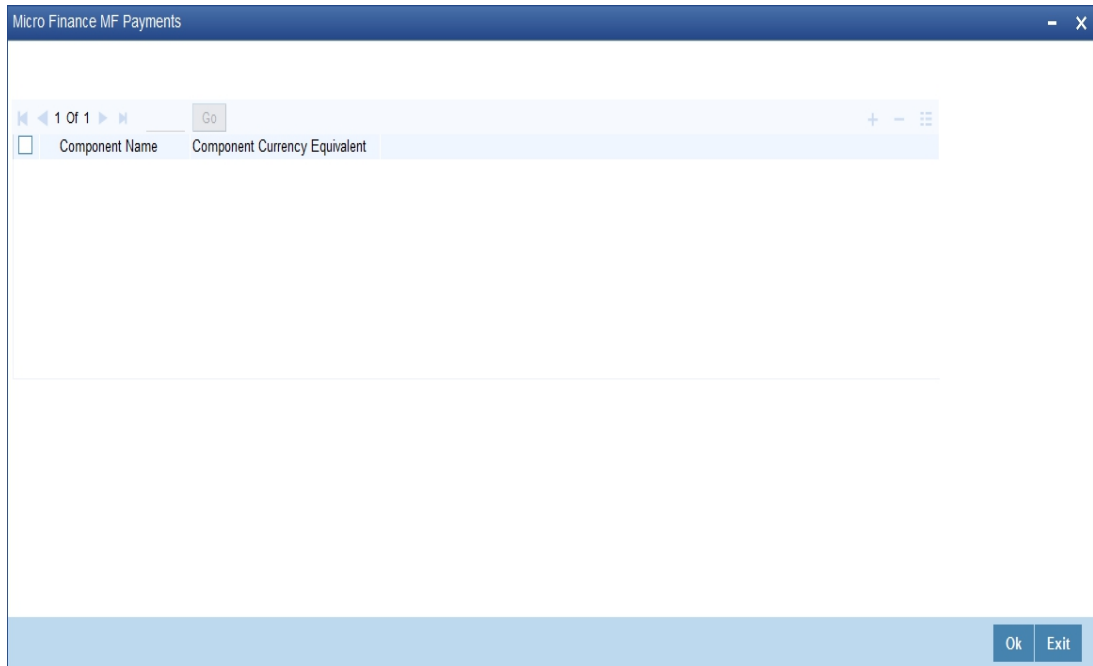 Micro Finance MF Payments
1 Of 1 Go
Component Name Component Currency Equivalent
Ok Exit